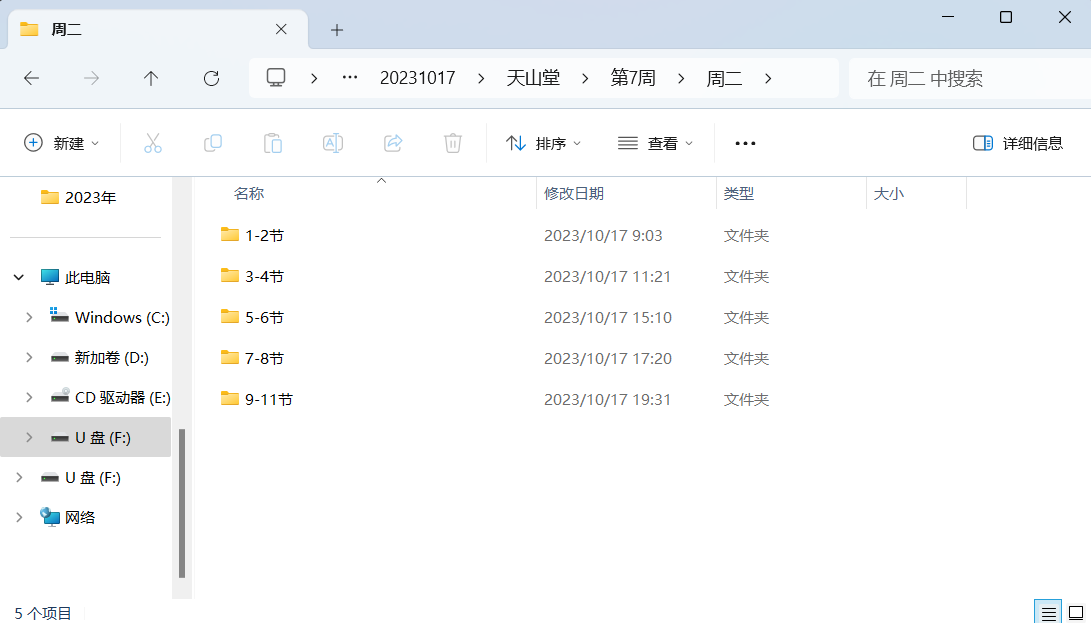 周二
20231017 天山堂 第7周 周二
在 周二 中搜索
新建 排序 查看 详细信息
2023年
此电脑
Windows (C:)
新加卷 (D:)
CD 驱动器 (E:)
U 盘 (F:)
U 盘 (F:)
网络
名称 修改日期 类型 大小
1-2节 2023/10/17 9:03 文件夹
3-4节 2023/10/17 11:21 文件夹
5-6节 2023/10/17 15:10 文件夹
7-8节 2023/10/17 17:20 文件夹
9-11节 2023/10/17 19:31 文件夹
5 个项目